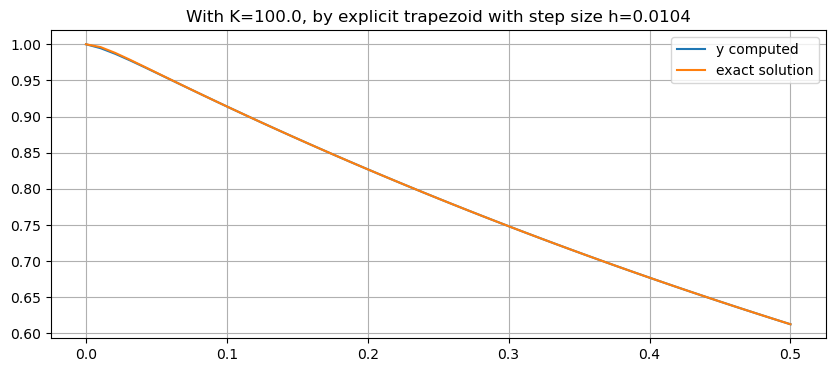 With K=100.0, by explicit trapezoid with step size h=0.0104
y computed
exact solution
1.00
0.95
0.90
0.85
0.80
0.75
0.70
0.65
0.60
0.0 0.1 0.2 0.3 0.4 0.5